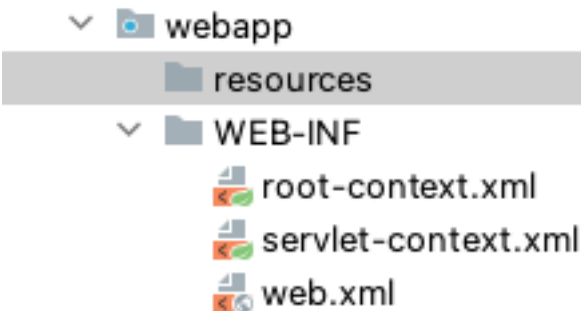 webapp
resources
WEB-INF
root-context.xml
servlet-context.xml
web.xml